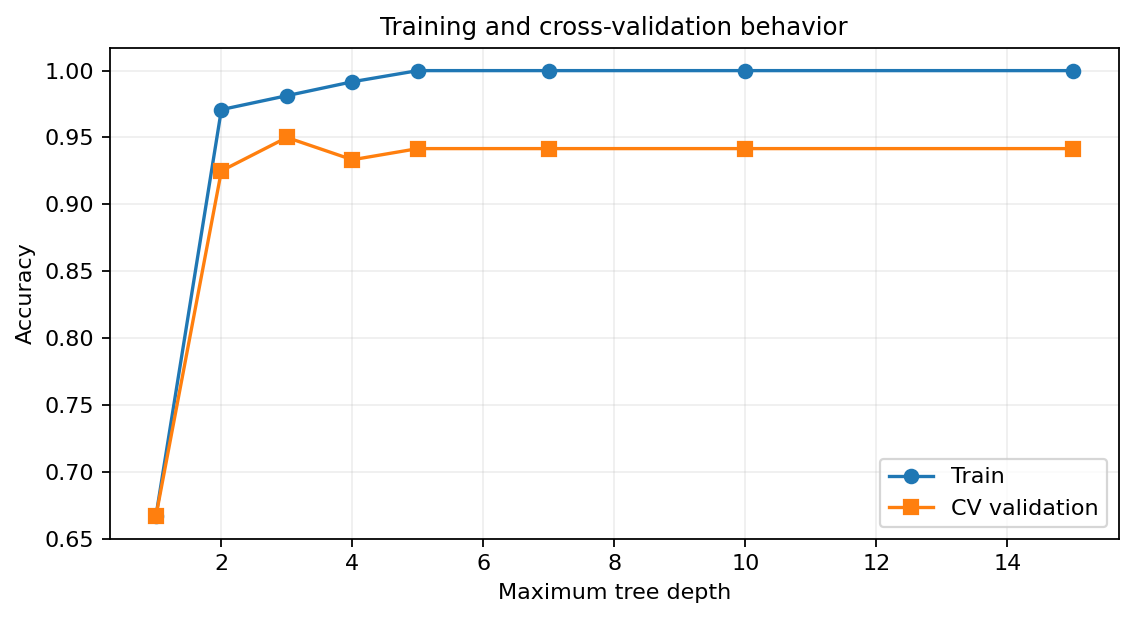 Training and cross-validation behavior
Accuracy
1.00
0.95
0.90
0.85
0.80
0.75
0.70
0.65
Train
CV validation
2 4 6 8 10 12 14
Maximum tree depth